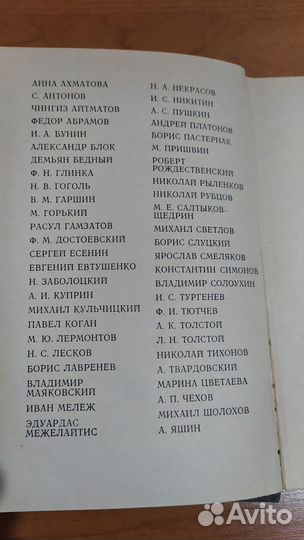 АННА АХМАТОВА
С. АНТОНОВ
ЧИНГИЗ АЙТМАТОВ
ФЕДОР АБРАМОВ
И. А. БУНИН
АЛЕКСАНДР БЛОК
ДЕМЬЯН БЕДНЫЙ
Ф. Н. ГЛИНКА
Н. В. ГОГОЛЬ
В. М. ГАРШИН
М. ГОРЬКИЙ
РАСУЛ ГАМЗАТОВ
Ф. М. ДОСТОЕВСКИЙ
СЕРГЕЙ ЕСЕНИН
ЕВГЕНИЙ ЕВТУШЕНКО
Н. ЗАБОЛОЦКИЙ
А. И. КУПРИН
МИХАИЛ КУЛЬЧИЦКИЙ
ПАВЕЛ КОГАН
М. Ю. ЛЕРМОНТОВ
Н. С. ЛЕСКОВ
БОРИС ЛАВРЕНЕВ
ВЛАДИМИР
МАЯКОВСКИЙ
ИВАН МЕЛЕЖ
ЭДУАРДАС
МЕЖЕЛАЙТИС
Н. А. НЕКРАСОВ
И. С. НИКИТИН
А. С. ПУШКИН
АНДРЕЙ ПЛАТОНОВ
БОРИС ПАСТЕРНАК
М. ПРИШВИН
РОБЕРТ
РОЖДЕСТВЕНСКИЙ
НИКОЛАЙ РЫЛЕНКОВ
НИКОЛАЙ РУБЦОВ
М. Е. САЛТЫКОВ-
ЩЕДРИН
МИХАИЛ СВЕТЛОВ
БОРИС СЛУЦКИЙ
ЯРОСЛАВ СМЕЛЯКОВ
КОНСТАНТИН СИМОНОВ
ВЛАДИМИР СОЛОУХИН
И. С. ТУРГЕНЕВ
Ф. И. ТЮТЧЕВ
А. К. ТОЛСТОЙ
Л. Н. ТОЛСТОЙ
НИКОЛАЙ ТИХОНОВ
А. ТВАРДОВСКИЙ
МАРИНА ЦВЕТАЕВА
А. П. ЧЕХОВ
МИХАИЛ ШОЛОХОВ
А. ЯШИН
Avito